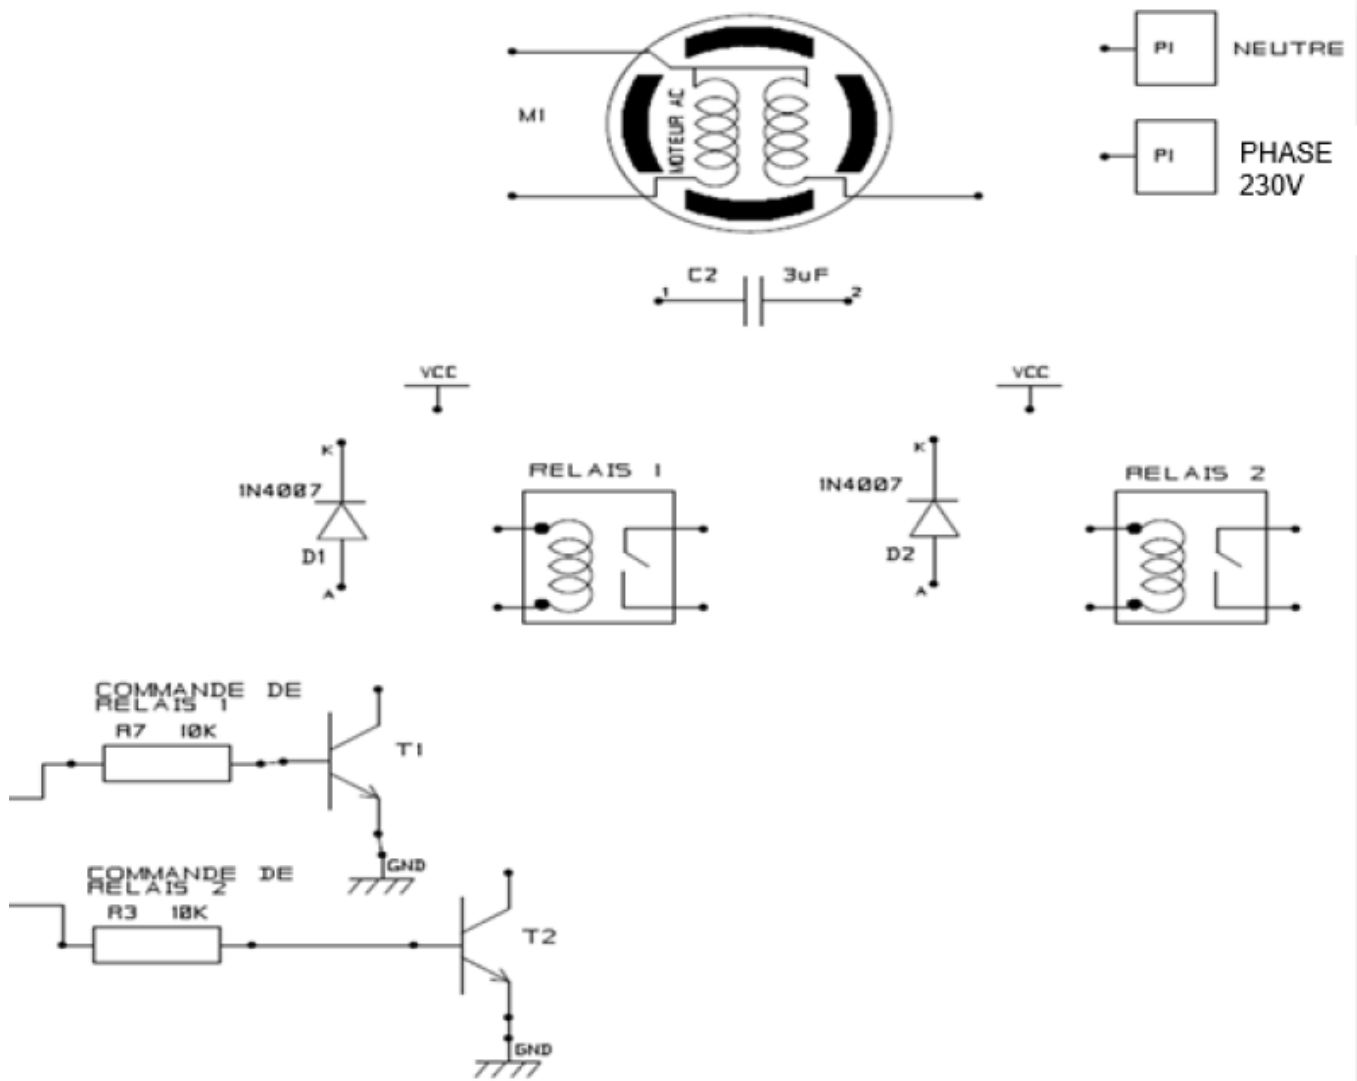 PI NEUTRE
M1
MOTEUR AC
PI PHASE
230V
C2 3uF
1 2
VCC VCC
K K
RELAIS 1 RELAIS 2
1N4007 1N4007
D1 D2
A A
COMMANDE DE
RELAIS 1
R7 10K
T1
GND
COMMANDE DE
RELAIS 2
R3 10K
T2
GND